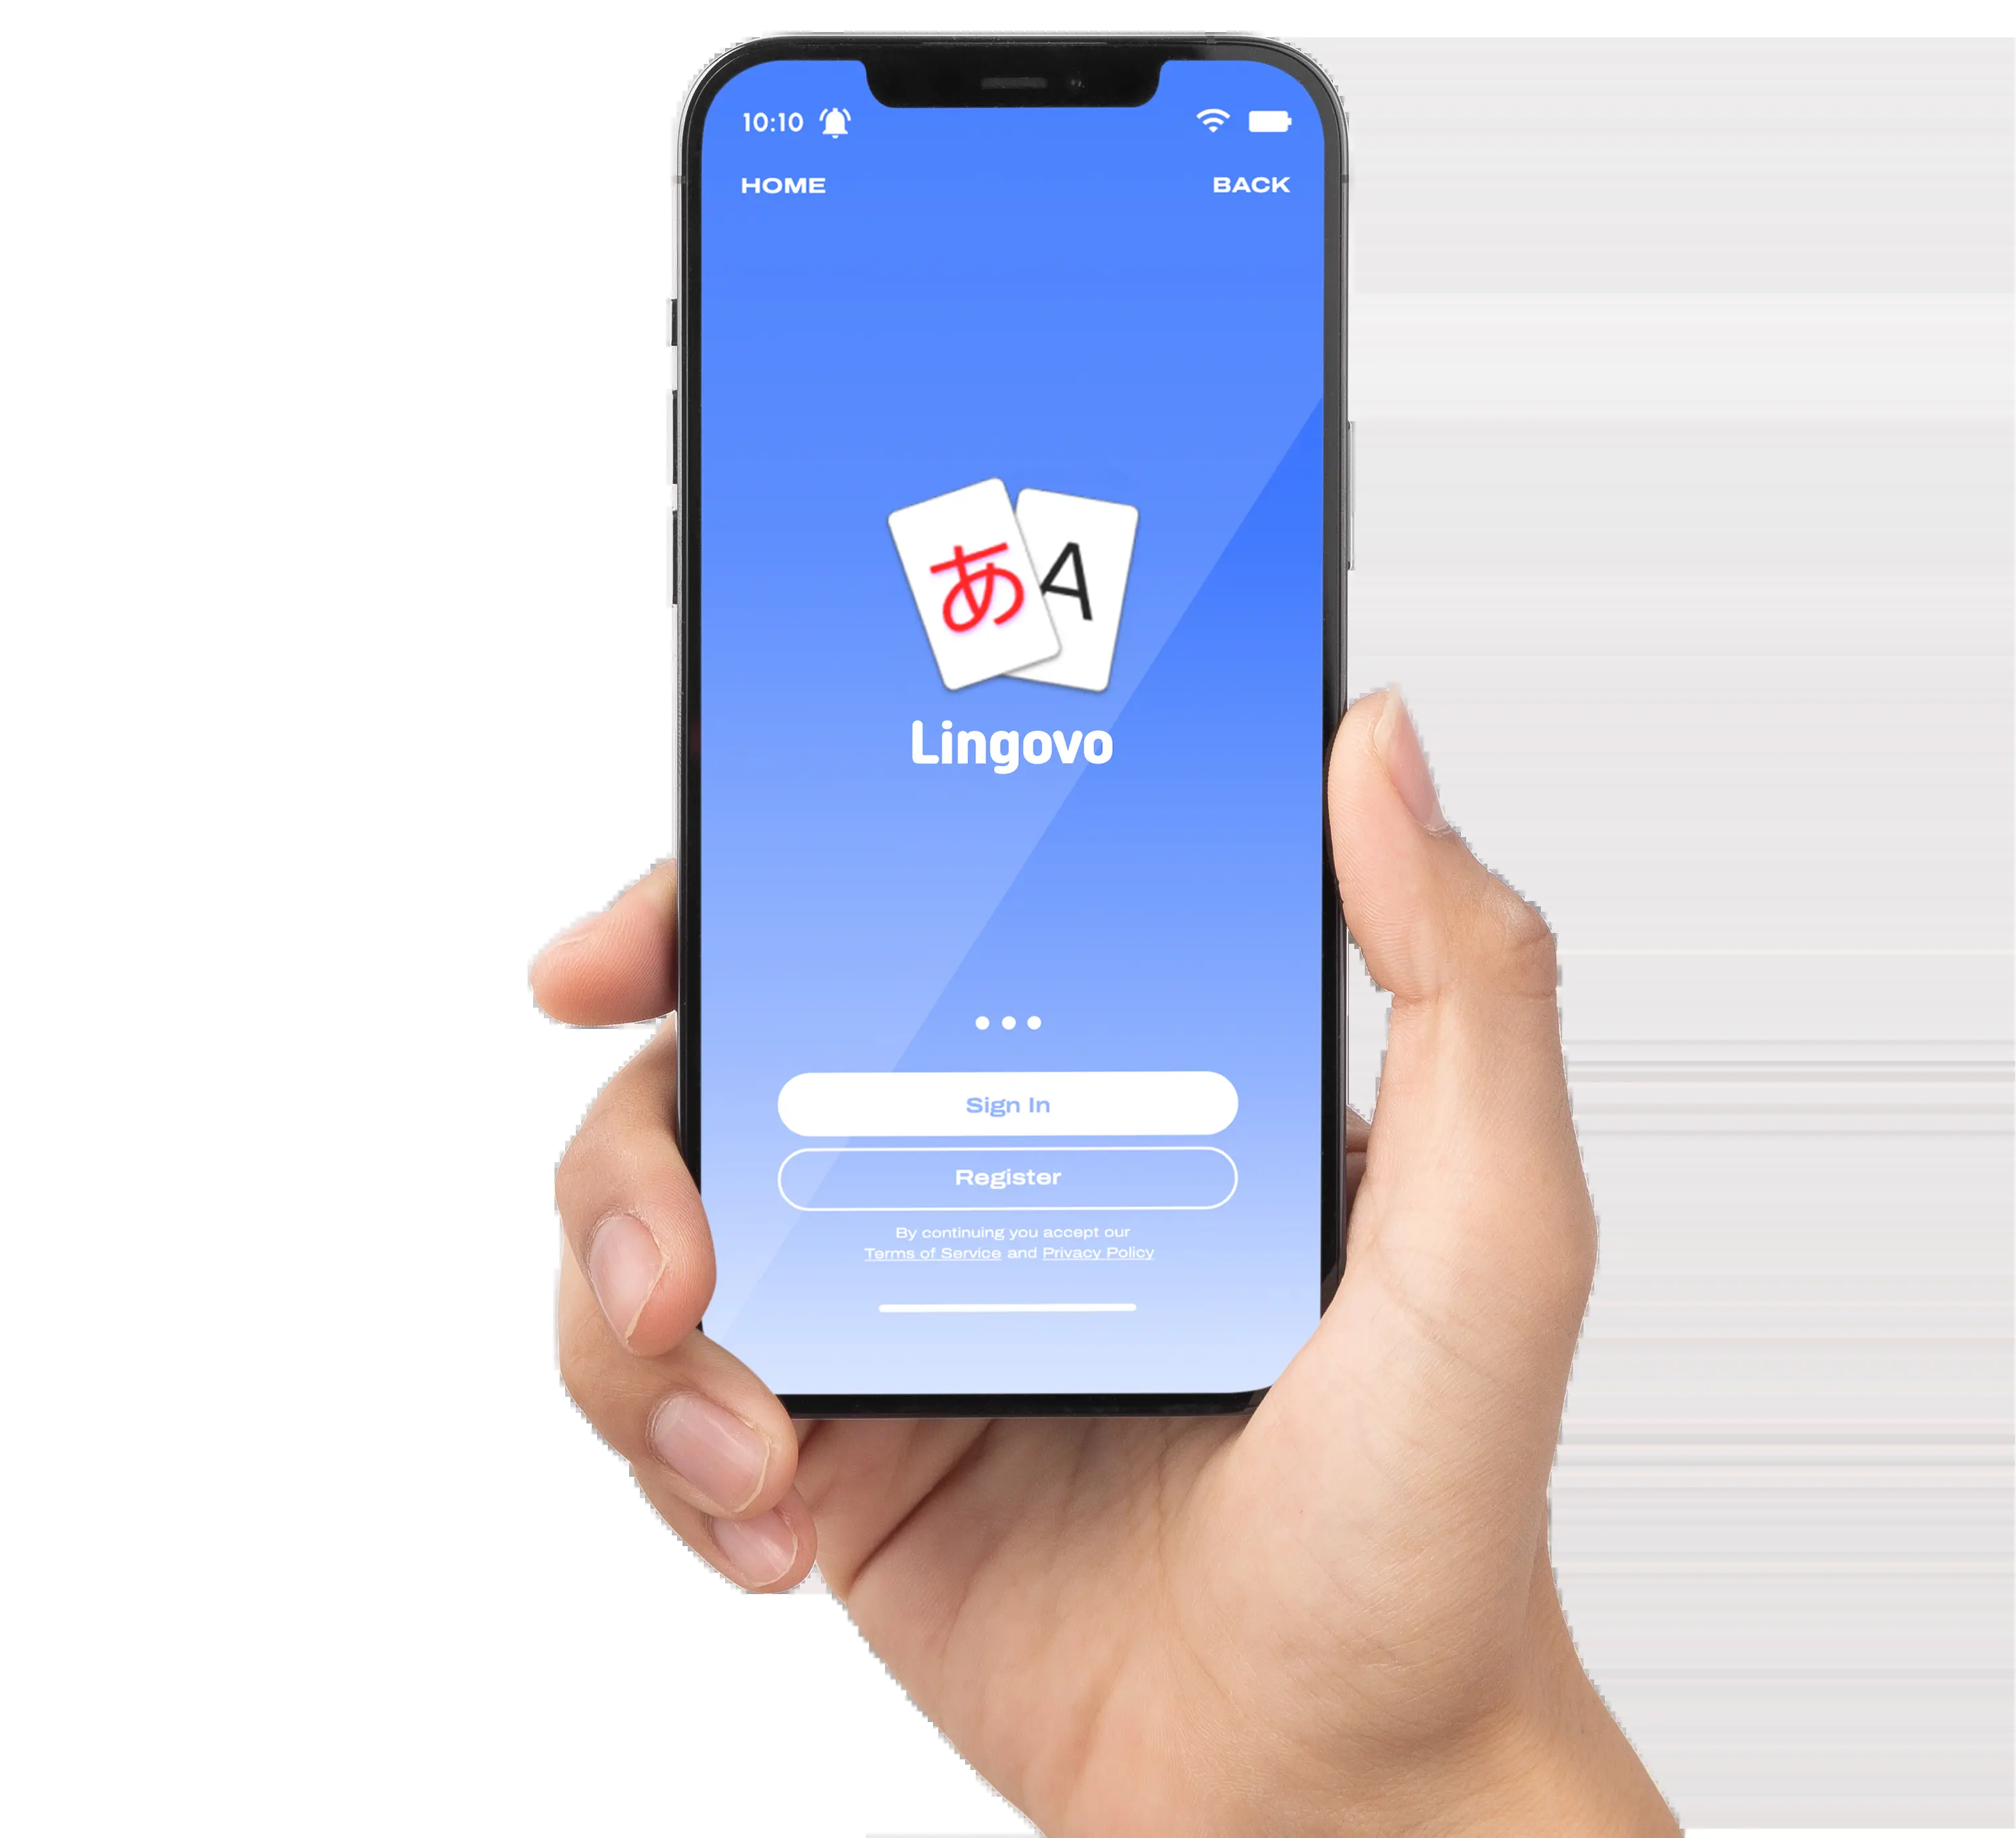 10:10
HOME
BACK
あ
A
Lingovo
Sign In
Register
By continuing you accept our
Terms of Service and Privacy Policy